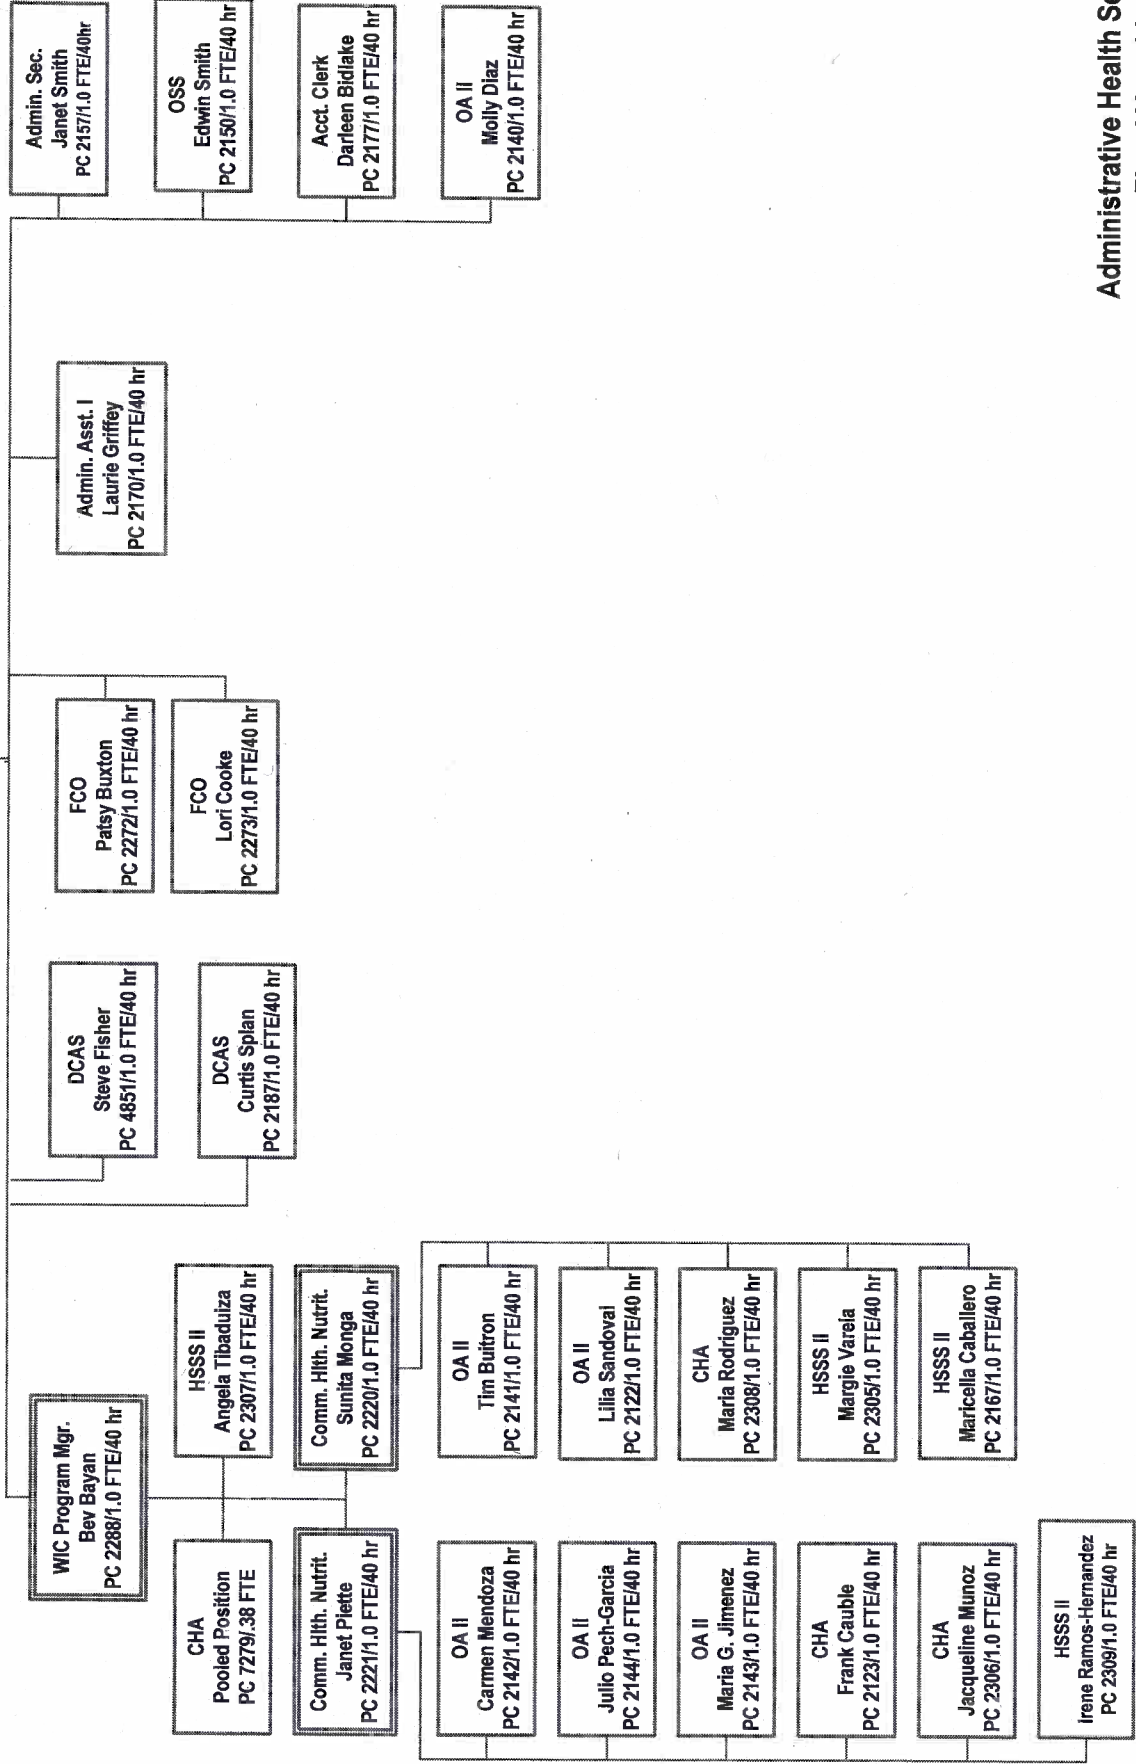 WIC Program Mgr.
Bev Bayan
PC 2288/1.0 FTE/40 hr
CHA
Pooled Position
PC 7279/.38 FTE
HSSS II
Angela Tibaduiza
PC 2307/1.0 FTE/40 hr
Comm. Hlth. Nutrit.
Janet Piette
PC 2221/1.0 FTE/40 hr
Comm. Hlth. Nutrit.
Sunita Monga
PC 2220/1.0 FTE/40 hr
OA II
Carmen Mendoza
PC 2142/1.0 FTE/40 hr
OA II
Julio Pech-Garcia
PC 2144/1.0 FTE/40 hr
OA II
Maria G. Jimenez
PC 2143/1.0 FTE/40 hr
CHA
Frank Cauble
PC 2123/1.0 FTE/40 hr
CHA
Jacqueline Munoz
PC 2306/1.0 FTE/40 hr
HSSS II
Irene Ramos-Hernandez
PC 2309/1.0 FTE/40 hr
OA II
Tim Buitron
PC 2141/1.0 FTE/40 hr
OA II
Lilia Sandoval
PC 2122/1.0 FTE/40 hr
CHA
Maria Rodriguez
PC 2308/1.0 FTE/40 hr
HSSS II
Margie Varela
PC 2305/1.0 FTE/40 hr
HSSS II
Maricella Caballero
PC 2167/1.0 FTE/40 hr
DCAS
Steve Fisher
PC 4851/1.0 FTE/40 hr
DCAS
Curtis Splan
PC 2187/1.0 FTE/40 hr
FCO
Patsy Buxton
PC 2272/1.0 FTE/40 hr
FCO
Lori Cooke
PC 2273/1.0 FTE/40 hr
Admin. Asst. I
Laurie Griffey
PC 2170/1.0 FTE/40 hr
Admin. Sec.
Janet Smith
PC 2157/1.0 FTE/40hr
OSS
Edwin Smith
PC 2150/1.0 FTE/40 hr
Acct. Clerk
Darleen Bidlake
PC 2177/1.0 FTE/40 hr
OA II
Molly Diaz
PC 2140/1.0 FTE/40 hr
Administrative Health